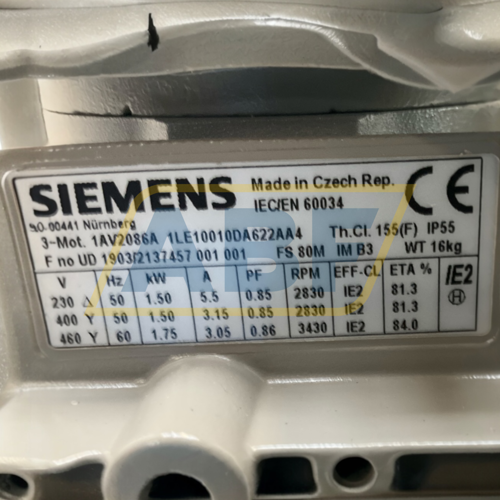 SIEMENS
Made in Czech Rep.
IEC/EN 60034
CE
D-90441 Nürnberg
3-Mot. 1AV2086A 1LE10010DA622AA4 Th.Cl. 155(F) IP55
F no UD 1903/2137457 001 001 FS 80M IM B3 WT 16kg
V Hz kW A PF RPM EFF-CL ETA % IE2
230 Δ 50 1.50 5.5 0.85 2830 IE2 81.3
400 Y 50 1.50 3.15 0.85 2830 IE2 81.3
460 Y 60 1.75 3.05 0.86 3430 IE2 84.0
H
ABF